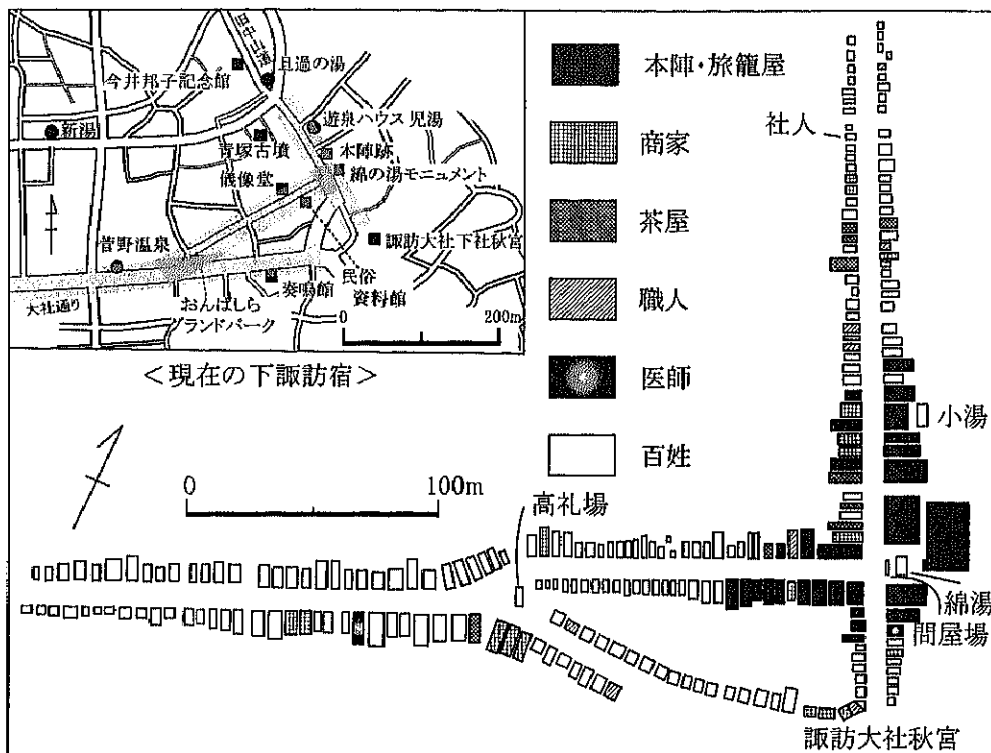 旧中山道
今井邦子記念館
旦過の湯
新湯
遊泉ハウス 児湯
青塚古墳
本陣跡
儀像堂
綿の湯モニュメント
菅野温泉
諏訪大社下社秋宮
大社通り
おんばしら
グランドパーク
奏鳴館
民俗
資料館
0
200m
<現在の下諏訪宿>
本陣・旅籠屋
商家
茶屋
職人
医師
百姓
社人
小湯
0
100m
高礼場
綿湯
問屋場
諏訪大社秋宮